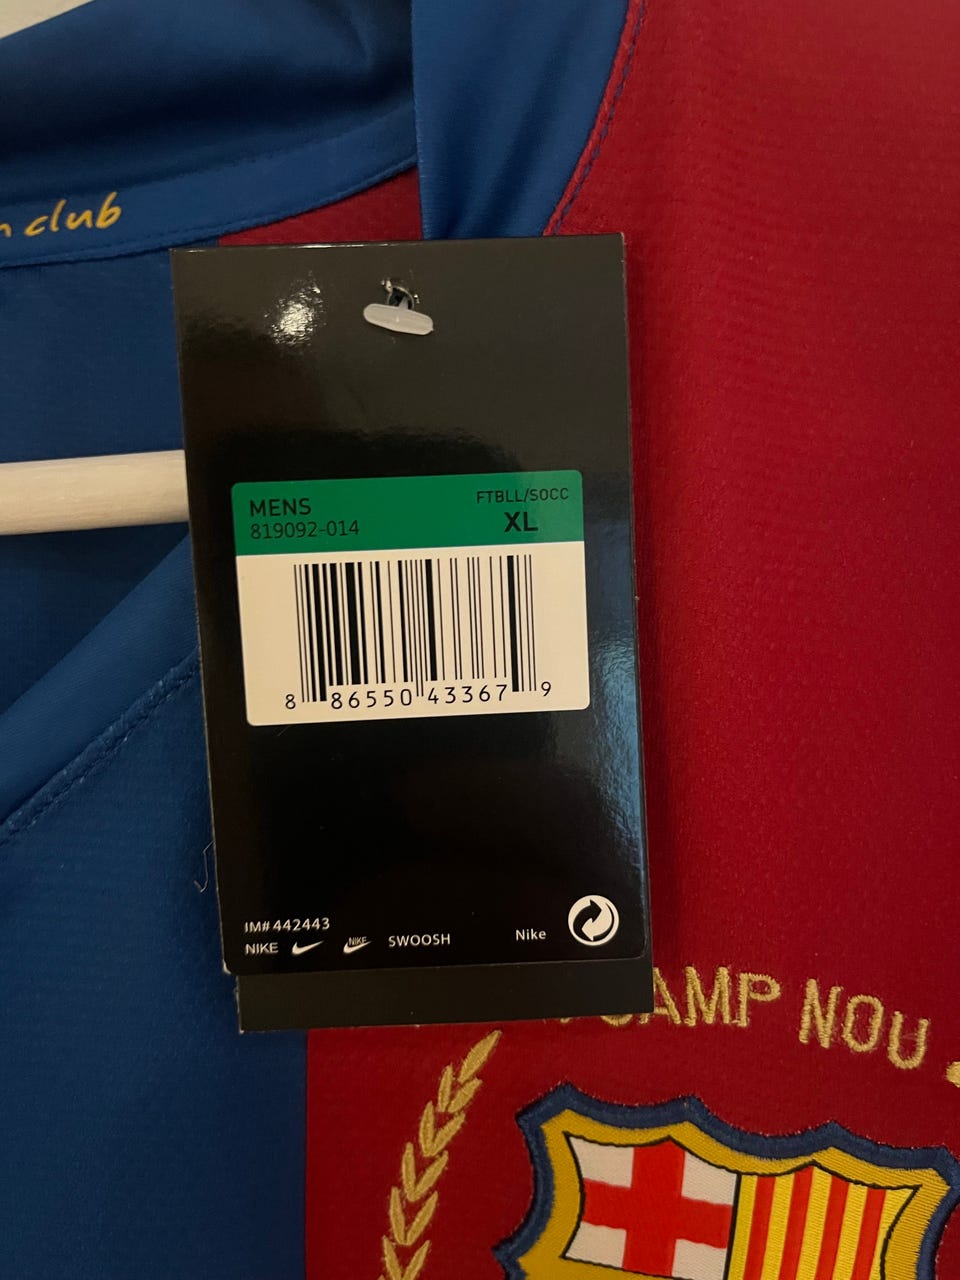 club
MENS
FTBLL/SOCC
819092-014
XL
8 86550 43367 9
IM# 442443
NIKE NIKE SWOOSH Nike
CAMP NOU